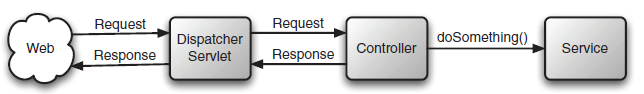 Web
Request
Response
Dispatcher
Servlet
Request
Response
Controller
doSomething()
Service